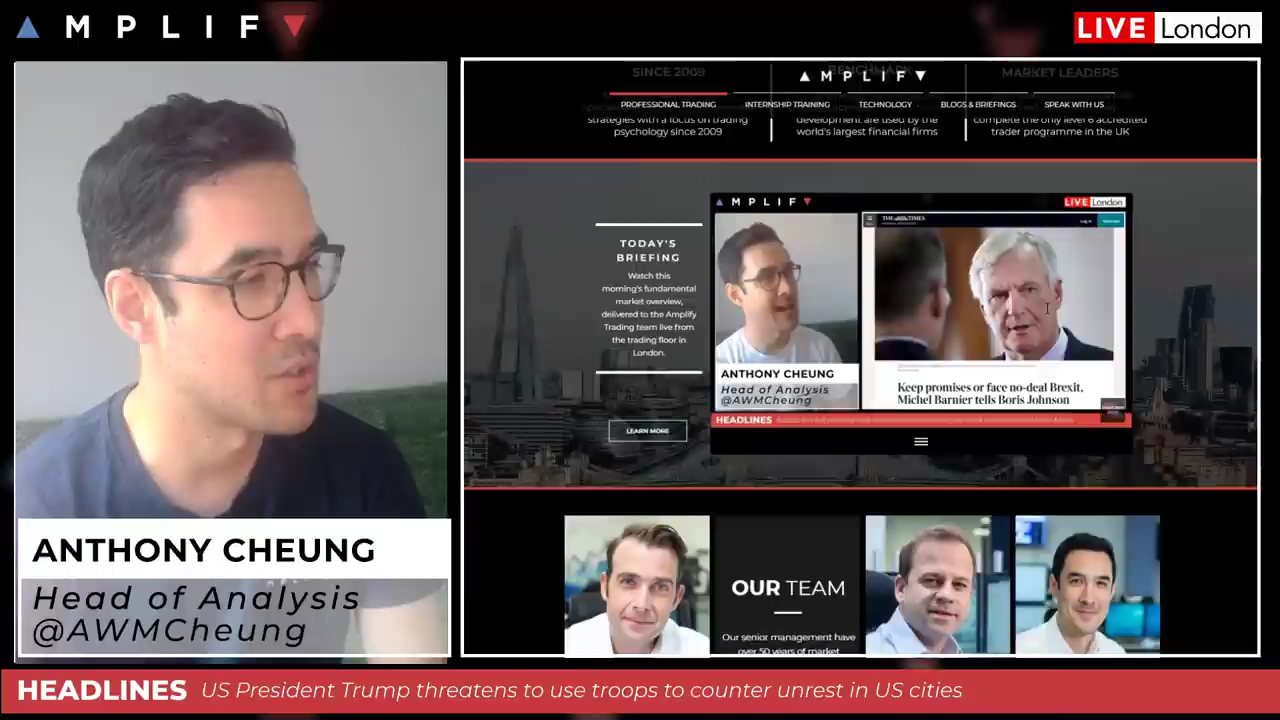 AMPLIFY
LIVE London
SINCE 2009
BENCHMARK
MARKET LEADERS
AMPLIFY
PROFESSIONAL TRADING
INTERNSHIP TRAINING
TECHNOLOGY
BLOGS & BRIEFINGS
SPEAK WITH US
strategies with a focus on trading
psychology since 2009
development are used by the
world's largest financial firms
complete the only level 6 accredited
trader programme in the UK
TODAY'S
BRIEFING
Watch this
morning's fundamental
market overview,
delivered to the Amplify
Trading team live from
the trading floor in
London.
LEARN MORE
AMPLIFY
LIVE London
THE TIMES
Keep promises or face no-deal Brexit,
Michel Barnier tells Boris Johnson
ANTHONY CHEUNG
Head of Analysis
@AWMCheung
HEADLINES
OUR TEAM
Our senior management have
over 50 years of market
ANTHONY CHEUNG
Head of Analysis
@AWMCheung
HEADLINES US President Trump threatens to use troops to counter unrest in US cities